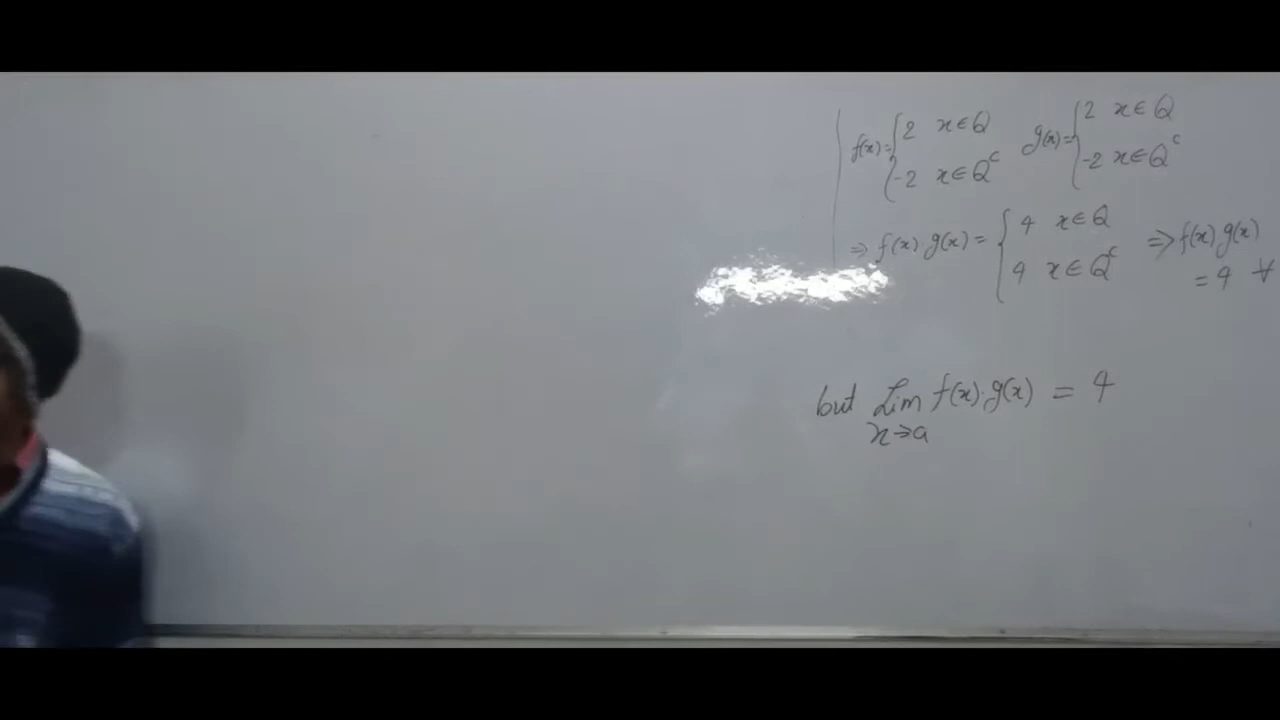 f(x) = { 2 x ∈ Q g(x) = { 2 x ∈ Q
-2 x ∈ Q^c -2 x ∈ Q^c
⇒ f(x) g(x) = { 4 x ∈ Q ⇒ f(x) g(x)
4 x ∈ Q^c = 4 ∀
but Lim f(x)·g(x) = 4
x→a